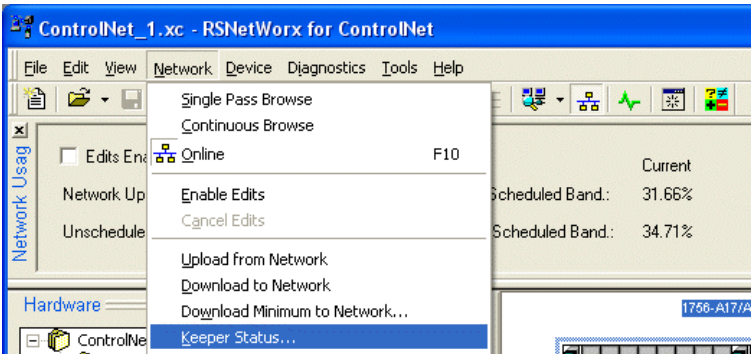 ControlNet_1.xc - RSNetWorx for ControlNet
File Edit View Network Device Diagnostics Tools Help
Single Pass Browse
Continuous Browse
Online F10
Enable Edits
Cancel Edits
Upload from Network
Download to Network
Download Minimum to Network...
Keeper Status...
Network Usag
Edits Ena
Current
Network Up
Scheduled Band.: 31.66%
Unschedule
Scheduled Band.: 34.71%
Hardware
ControlNe
1756-A17/A